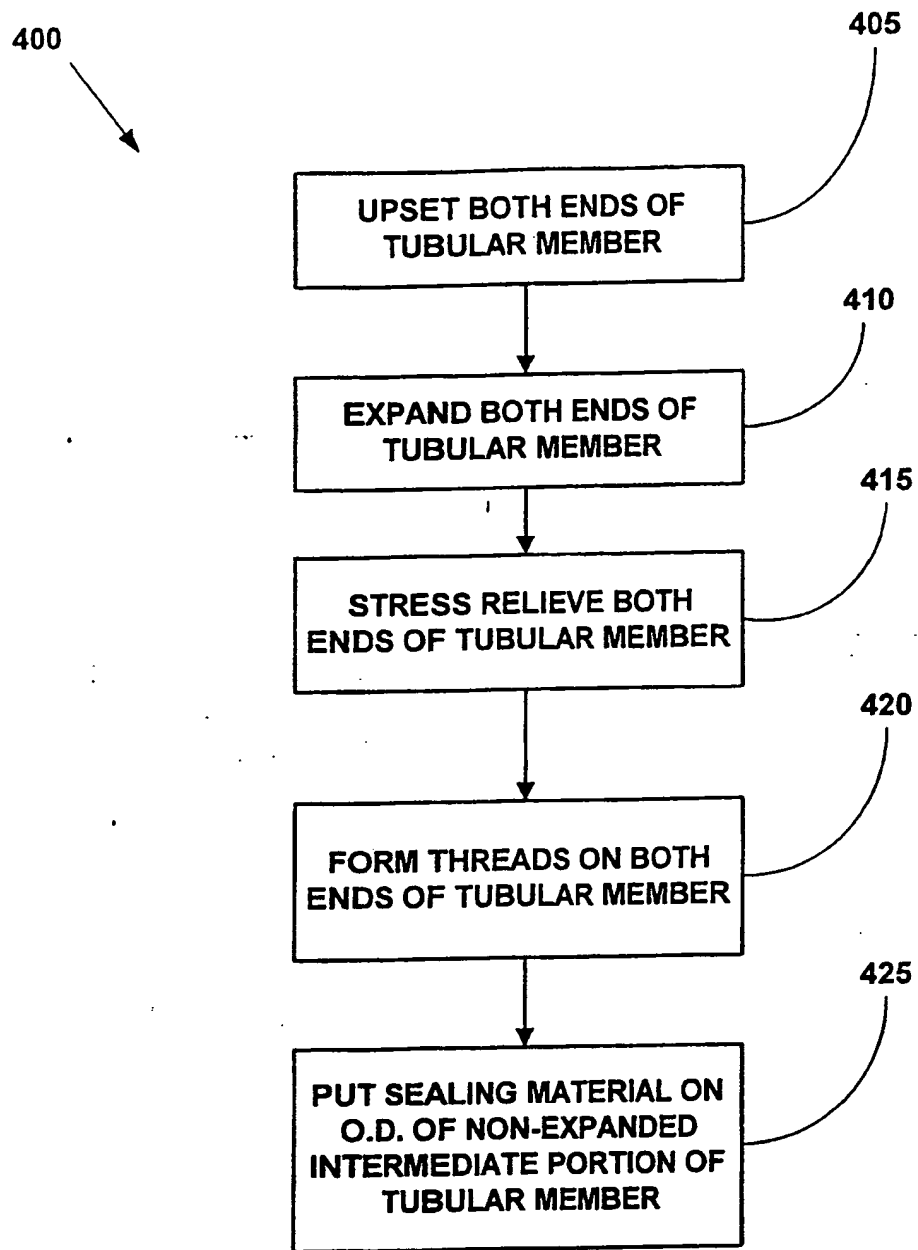 400
405
UPSET BOTH ENDS OF
TUBULAR MEMBER
410
EXPAND BOTH ENDS OF
TUBULAR MEMBER
415
STRESS RELIEVE BOTH
ENDS OF TUBULAR MEMBER
420
FORM THREADS ON BOTH
ENDS OF TUBULAR MEMBER
425
PUT SEALING MATERIAL ON
O.D. OF NON-EXPANDED
INTERMEDIATE PORTION OF
TUBULAR MEMBER